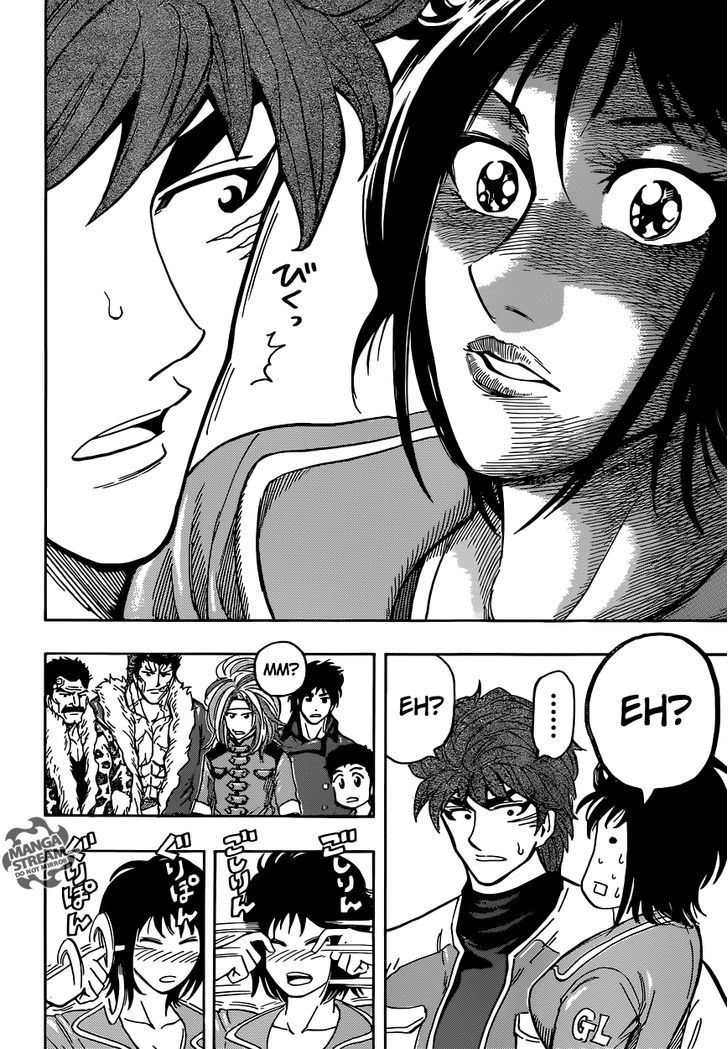 びくっ
EH?
......
EH?
MM?
ごしりん
ごしりん
ぐりぽん
ぐりぽん
GL
MANGA
STREAM
DO NOT MIRROR